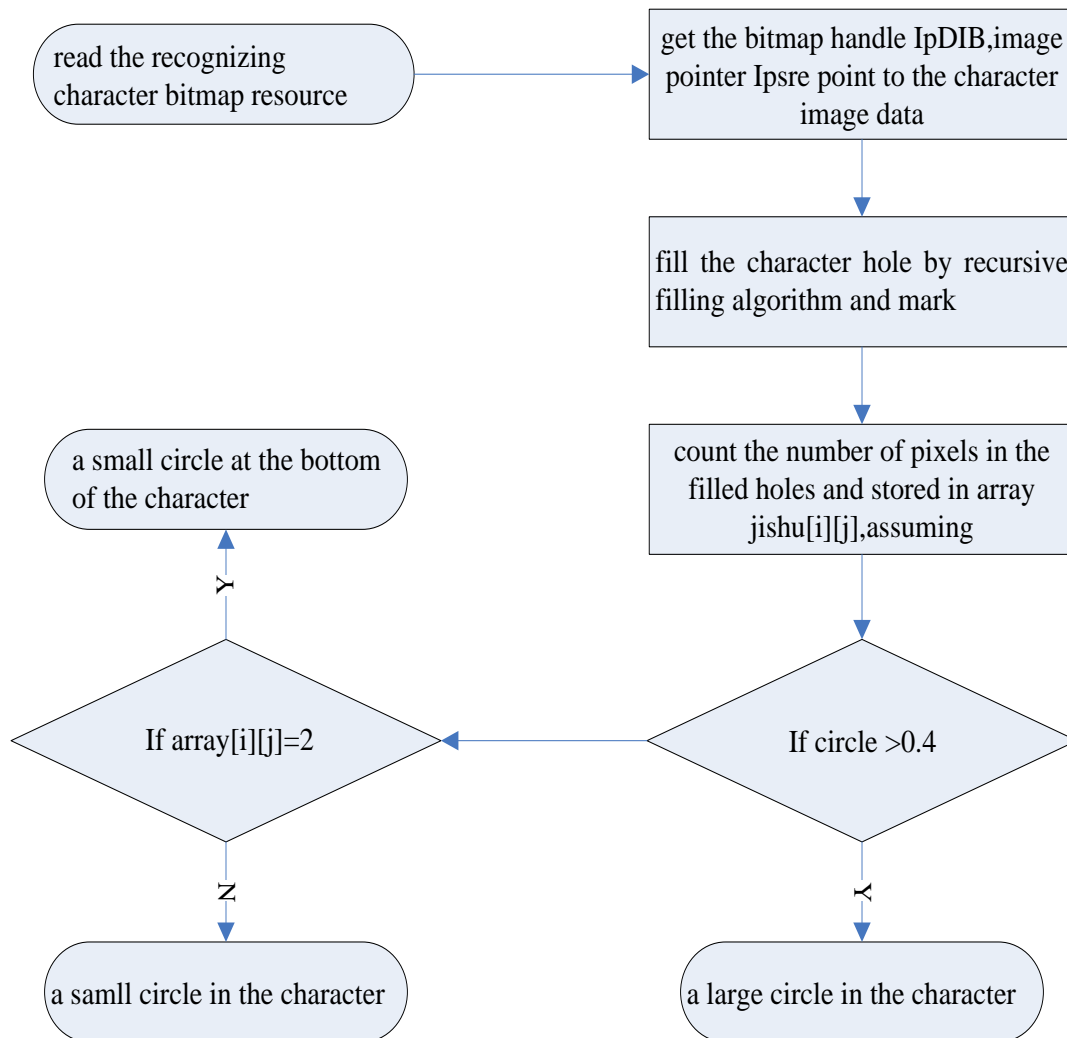 read the recognizing
character bitmap resource
get the bitmap handle IpDIB,image
pointer Ipsre point to the character
image data
fill the character hole by recursive
filling algorithm and mark
count the number of pixels in the
filled holes and stored in array
jishu[i][j],assuming
If circle >0.4
Y
a large circle in the character
If array[i][j]=2
Y
a small circle at the bottom
of the character
N
a samll circle in the character